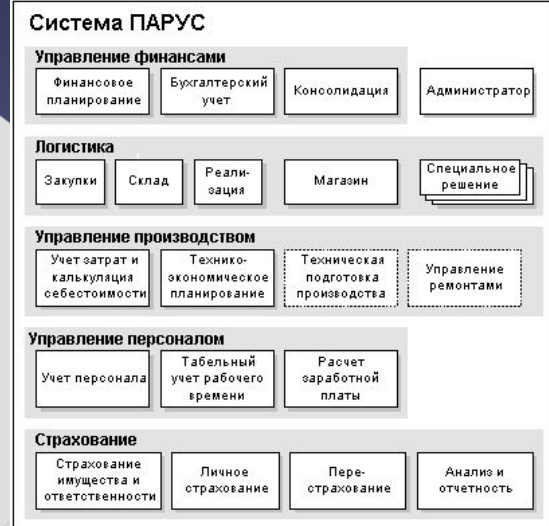 Система ПАРУС
Управление финансами
Финансовое
планирование
Бухгалтерский
учет
Консолидация
Администратор
Логистика
Закупки
Склад
Реали-
зация
Магазин
Специальное
решение
Управление производством
Учет затрат и
калькуляция
себестоимости
Технико-
экономическое
планирование
Техническая
подготовка
производства
Управление
ремонтами
Управление персоналом
Учет персонала
Табельный
учет рабочего
времени
Расчет
заработной
платы
Страхование
Страхование
имущества и
ответственности
Личное
страхование
Пере-
страхование
Анализ и
отчетность